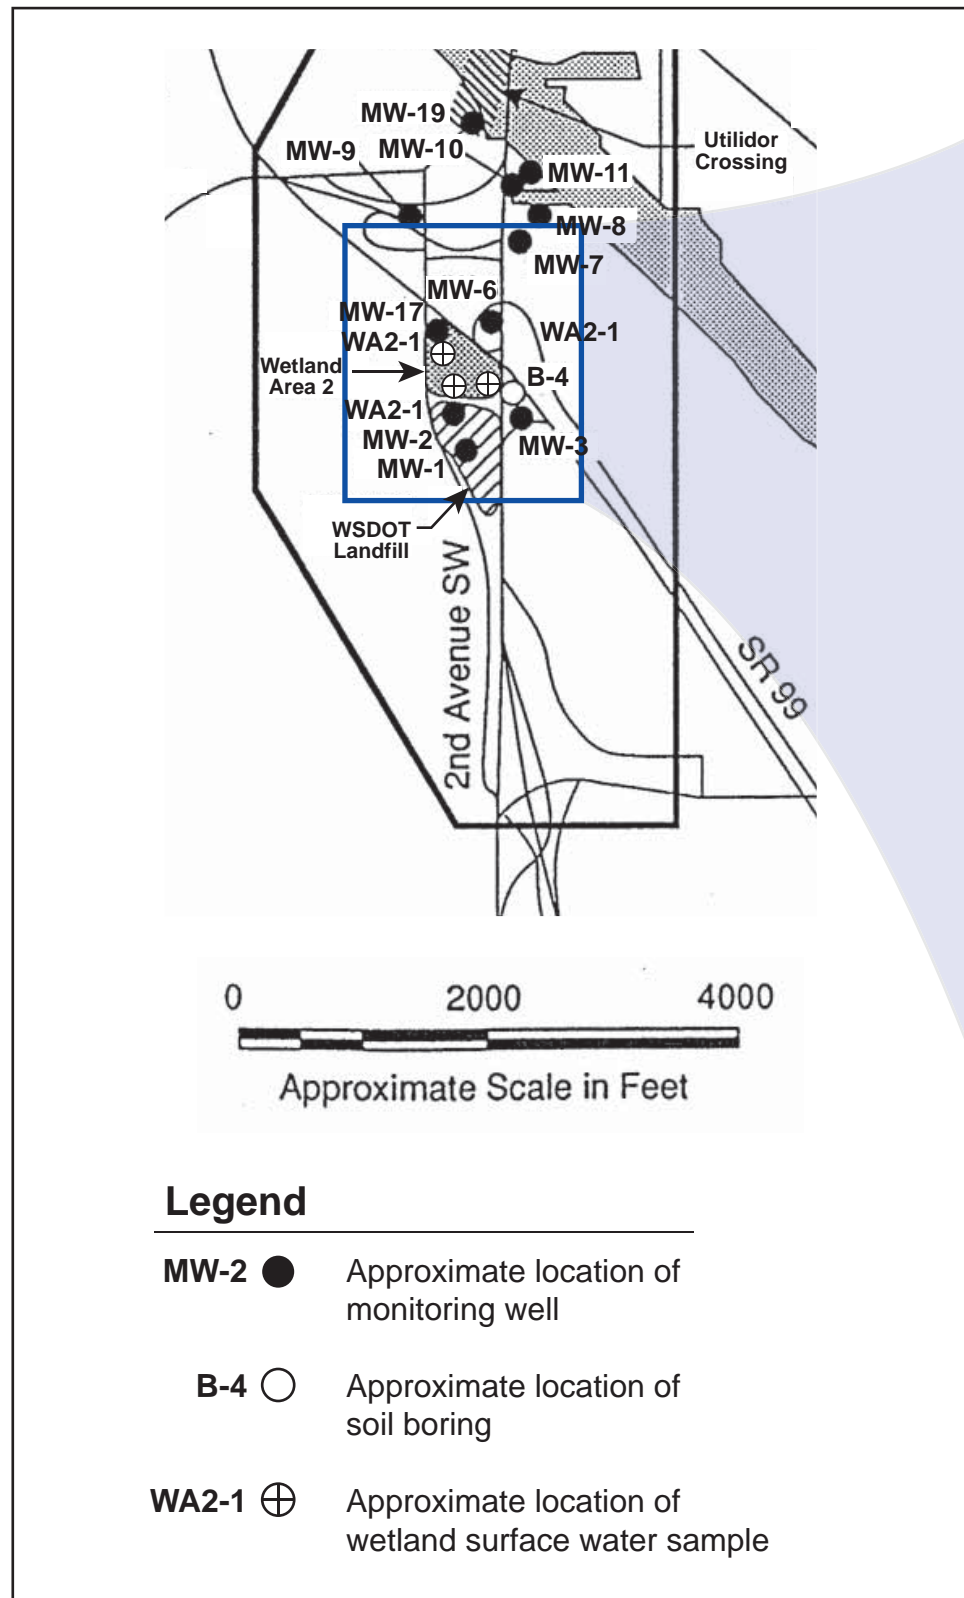 MW-19
MW-9
MW-10
Utilidor
Crossing
MW-11
MW-8
MW-7
MW-6
MW-17
WA2-1
WA2-1
Wetland
Area 2
B-4
WA2-1
MW-2
MW-3
MW-1
WSDOT
Landfill
2nd Avenue SW
SR 99
0 2000 4000
Approximate Scale in Feet
Legend
MW-2 Approximate location of
monitoring well
B-4 Approximate location of
soil boring
WA2-1 Approximate location of
wetland surface water sample